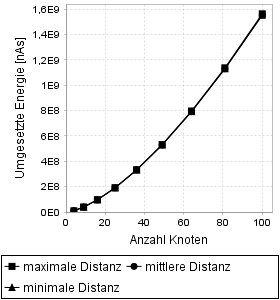 1,6E9
1,4E9
1,2E9
1E9
8E8
6E8
4E8
2E8
0E0
Umgesetzte Energie [nAs]
0 20 40 60 80 100
Anzahl Knoten
maximale Distanz mittlere Distanz
minimale Distanz